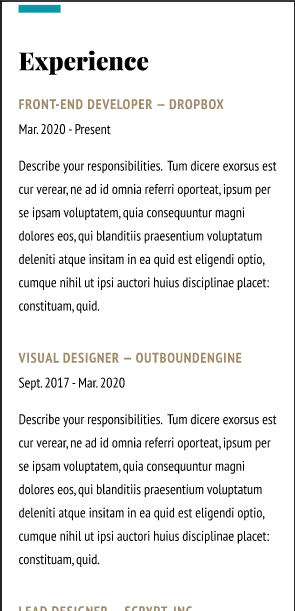 Experience
FRONT-END DEVELOPER — DROPBOX
Mar. 2020 - Present
Describe your responsibilities. Tum dicere exorsus est
cur verear, ne ad id omnia referri oporteat, ipsum per
se ipsam voluptatem, quia consequuntur magni
dolores eos, qui blanditiis praesentium voluptatum
deleniti atque insitam in ea quid est eligendi optio,
cumque nihil ut ipsi auctori huius disciplinae placet:
constituam, quid.
VISUAL DESIGNER — OUTBOUNDENGINE
Sept. 2017 - Mar. 2020
Describe your responsibilities. Tum dicere exorsus est
cur verear, ne ad id omnia referri oporteat, ipsum per
se ipsam voluptatem, quia consequuntur magni
dolores eos, qui blanditiis praesentium voluptatum
deleniti atque insitam in ea quid est eligendi optio,
cumque nihil ut ipsi auctori huius disciplinae placet:
constituam, quid.
LEAD DESIGNER — SCRYPT, INC